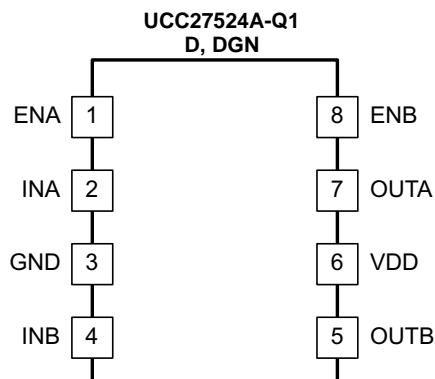 UCC27524A-Q1
D, DGN
ENA 1 8 ENB
INA 2 7 OUTA
GND 3 6 VDD
INB 4 5 OUTB